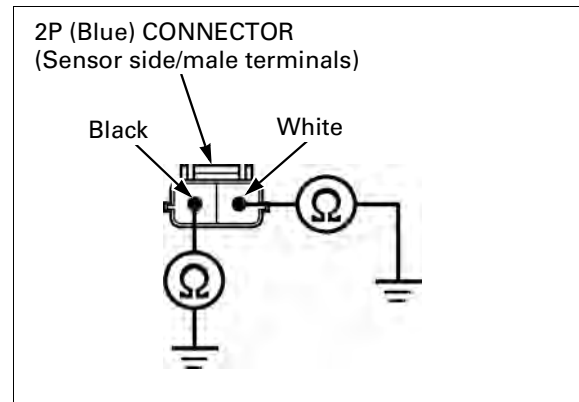 2P (Blue) CONNECTOR
(Sensor side/male terminals)
Black
White
Ω
Ω